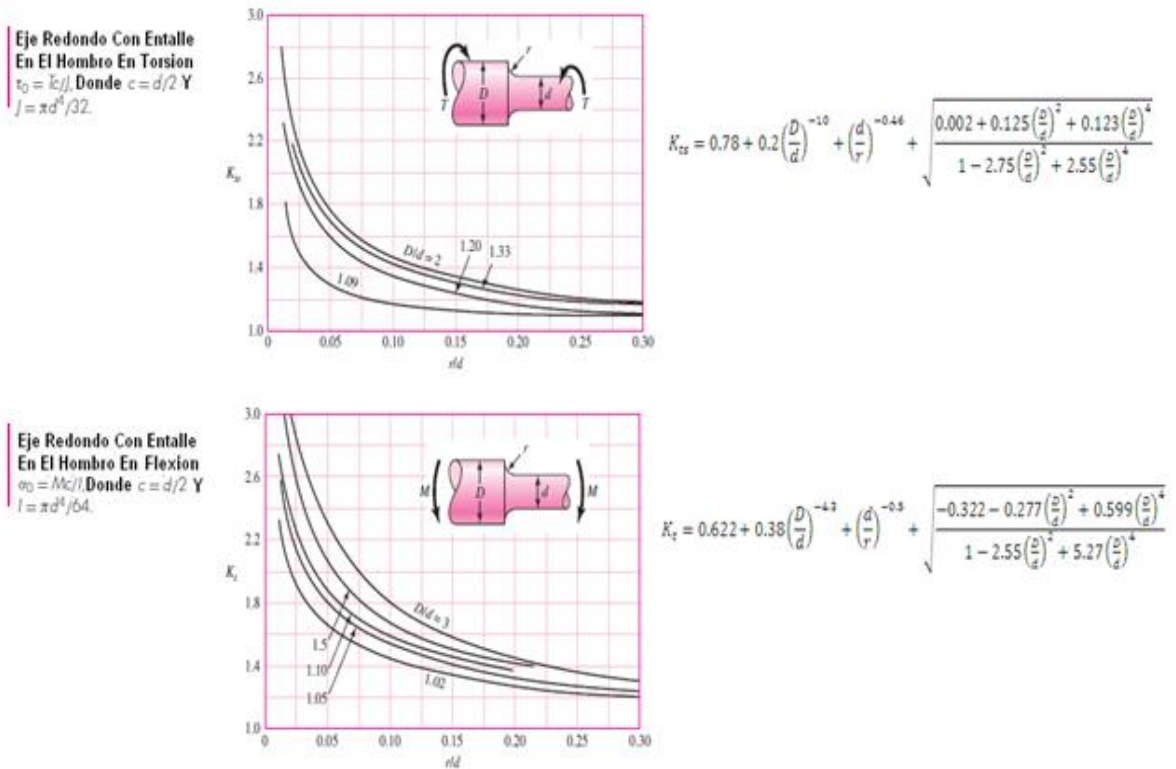 Eje Redondo Con Entalle
En El Hombro En Torsion
τ₀ = Tc/J, Donde c = d/2 Y
J = πd⁴/32.
3.0
2.6
2.2
Kts
1.8
1.4
1.0
r
T
D
d
T
D/d = 2
1.20
1.33
1.09
0
0.05
0.10
0.15
0.20
0.25
0.30
r/d
K_{ts} = 0.78 + 0.2(D/d)^{-10} + (d/r)^{-0.46} + √((0.002 + 0.125(D/d)^2 + 0.123(D/d)^4)/(1 − 2.75(D/d)^2 + 2.55(D/d)^4))
Eje Redondo Con Entalle
En El Hombro En Flexion
σ₀ = Mc/I, Donde c = d/2 Y
I = πd⁴/64.
3.0
2.6
2.2
Kt
1.8
1.4
1.0
r
M
D
d
M
D/d = 3
1.5
1.10
1.05
1.02
0
0.05
0.10
0.15
0.20
0.25
0.30
r/d
K_t = 0.622 + 0.38(D/d)^{-4.3} + (d/r)^{-0.5} + √((−0.322 − 0.277(D/d)^2 + 0.599(D/d)^4)/(1 − 2.55(D/d)^2 + 5.27(D/d)^4))